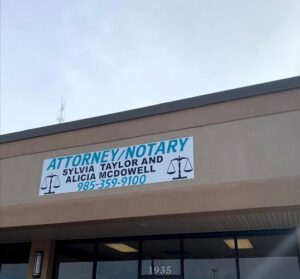 ATTORNEY/NOTARY
SYLVIA TAYLOR AND
ALICIA MCDOWELL
985-359-9100
1935